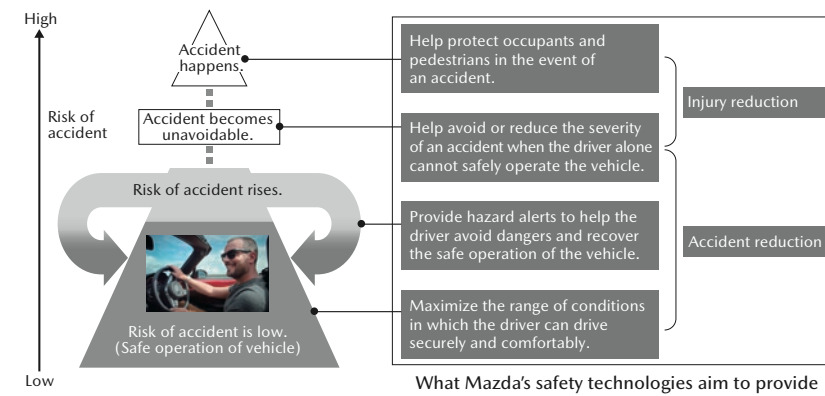 High
Risk of
accident
Low
Accident
happens.
Accident becomes
unavoidable.
Risk of accident rises.
Risk of accident is low.
(Safe operation of vehicle)
Help protect occupants and
pedestrians in the event of
an accident.
Help avoid or reduce the severity
of an accident when the driver alone
cannot safely operate the vehicle.
Provide hazard alerts to help the
driver avoid dangers and recover
the safe operation of the vehicle.
Maximize the range of conditions
in which the driver can drive
securely and comfortably.
Injury reduction
Accident reduction
What Mazda's safety technologies aim to provide